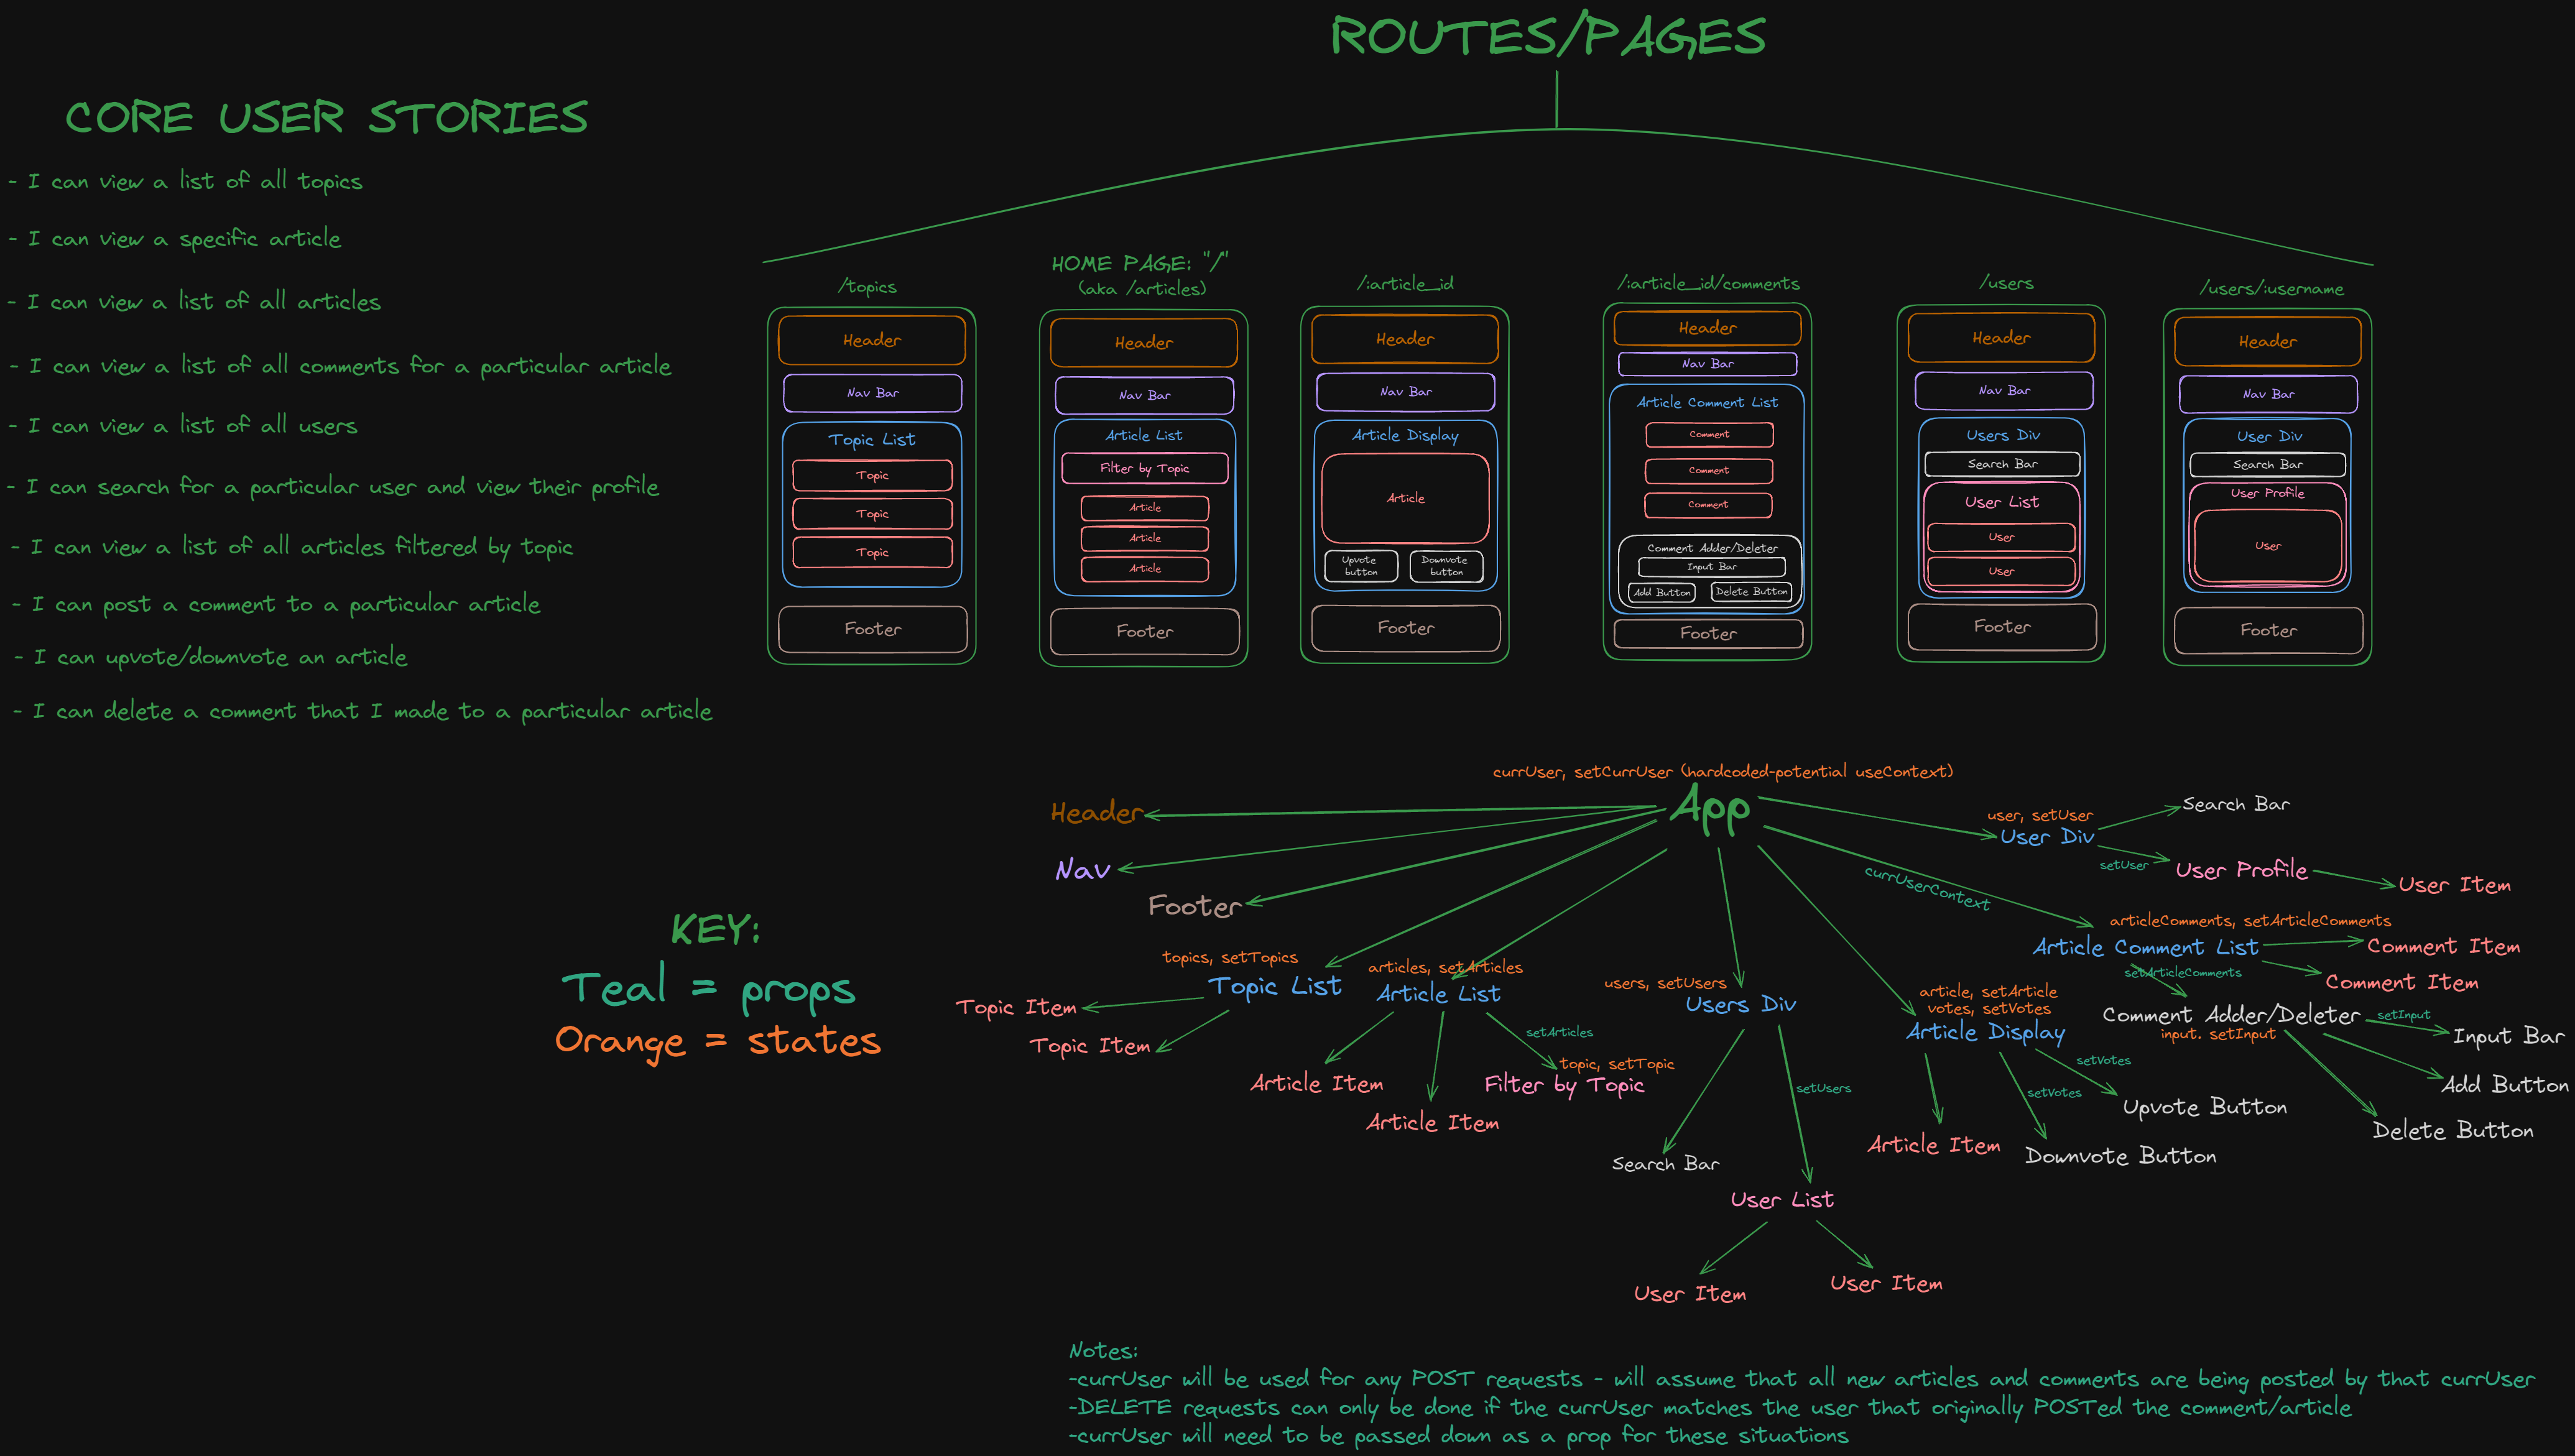 ROUTES/PAGES
CORE USER STORIES
- I can view a list of all topics
- I can view a specific article
- I can view a list of all articles
- I can view a list of all comments for a particular article
- I can view a list of all users
- I can search for a particular user and view their profile
- I can view a list of all articles filtered by topic
- I can post a comment to a particular article
- I can upvote/downvote an article
- I can delete a comment that I made to a particular article
/topics
Header
Nav Bar
Topic List
Topic
Topic
Topic
Footer
HOME PAGE: "/"
(aka /articles)
Header
Nav Bar
Article List
Filter by Topic
Article
Article
Article
Footer
/:article_id
Header
Nav Bar
Article Display
Article
Upvote
button
Downvote
button
Footer
/:article_id/comments
Header
Nav Bar
Article Comment List
Comment
Comment
Comment
Comment Adder/Deleter
Input Bar
Add Button
Delete Button
Footer
/users
Header
Nav Bar
Users Div
Search Bar
User List
User
User
Footer
/users/:username
Header
Nav Bar
User Div
Search Bar
User Profile
User
Footer
currUser, setCurrUser (hardcoded-potential useContext)
App
Header
Nav
Footer
topics, setTopics
Topic List
Topic Item
Topic Item
articles, setArticles
Article List
Article Item
Article Item
setArticles
topic, setTopic
Filter by Topic
users, setUsers
Users Div
Search Bar
setUsers
User List
User Item
User Item
article, setArticle
votes, setVotes
Article Display
Article Item
setVotes
Downvote Button
setVotes
Upvote Button
currUserContext
articleComments, setArticleComments
Article Comment List
Comment Item
Comment Item
setArticleComments
Comment Adder/Deleter
input. setInput
setInput
Input Bar
Add Button
Delete Button
user, setUser
User Div
Search Bar
setUser
User Profile
User Item
KEY:
Teal = props
Orange = states
Notes:
-currUser will be used for any POST requests - will assume that all new articles and comments are being posted by that currUser
-DELETE requests can only be done if the currUser matches the user that originally POSTed the comment/article
-currUser will need to be passed down as a prop for these situations